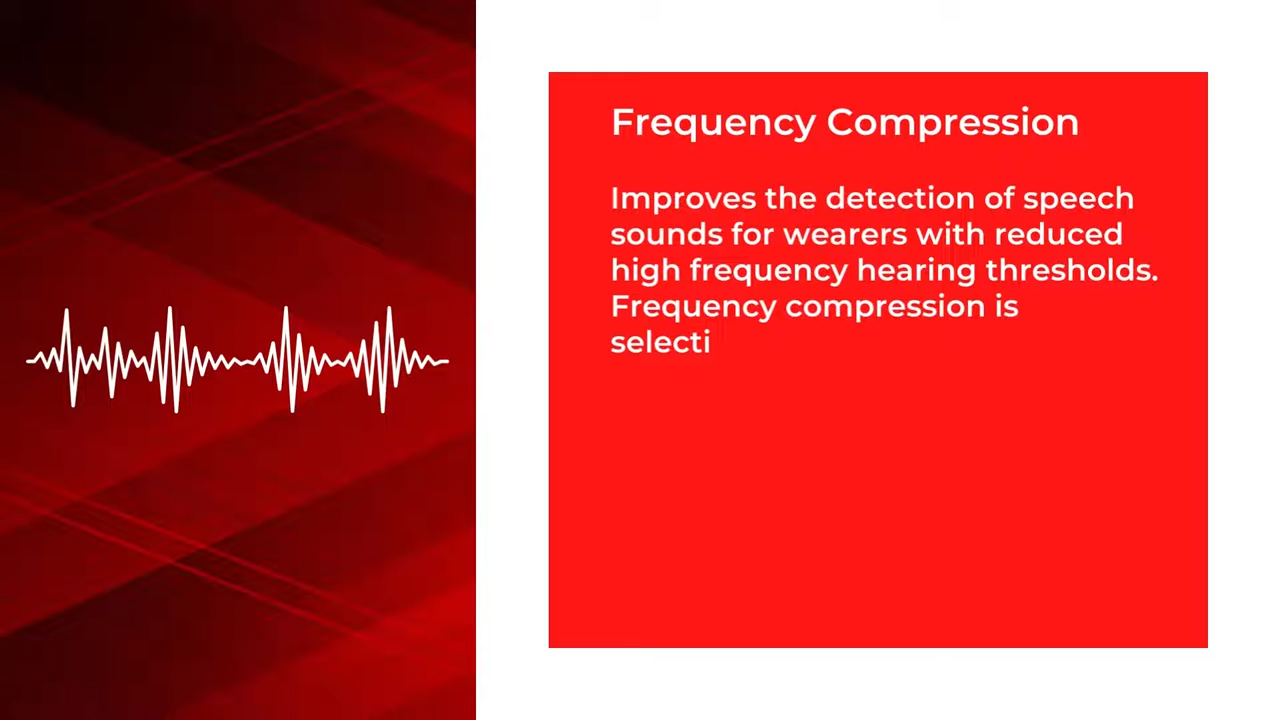 Frequency Compression
Improves the detection of speech
sounds for wearers with reduced
high frequency hearing thresholds.
Frequency compression is
selecti